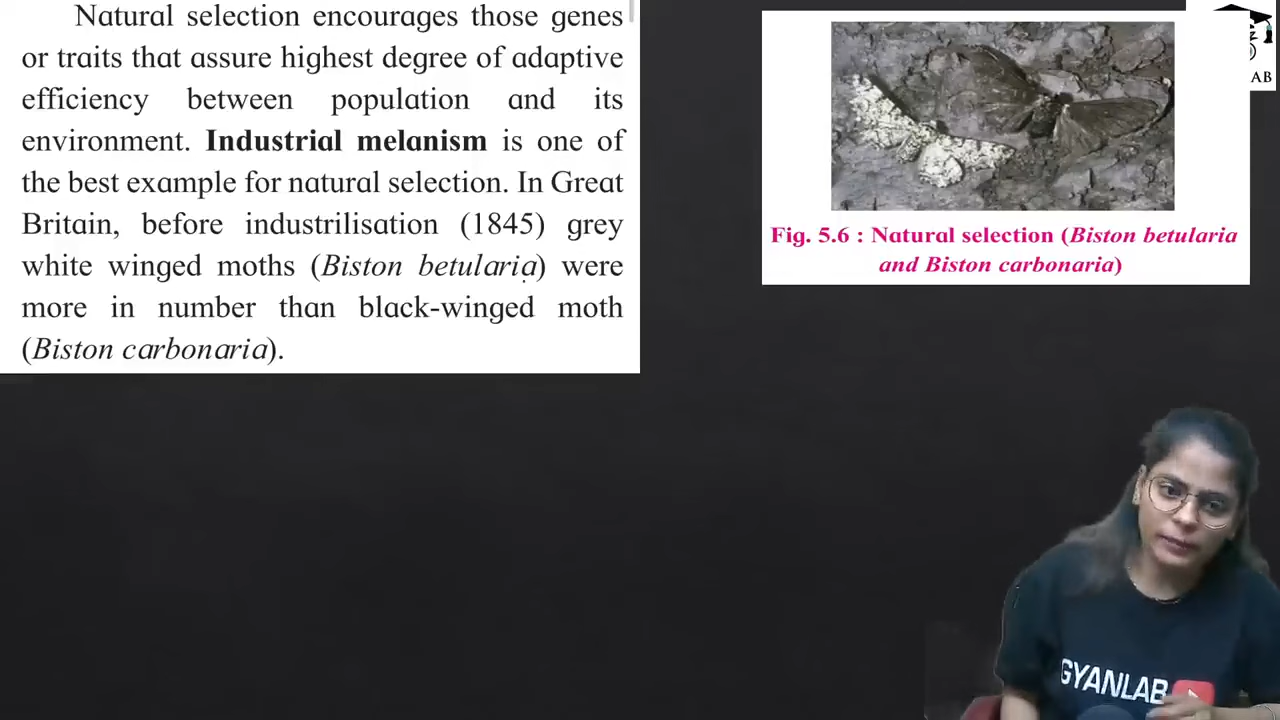 Natural selection encourages those genes
or traits that assure highest degree of adaptive
efficiency between population and its
environment. Industrial melanism is one of
the best example for natural selection. In Great
Britain, before industrilisation (1845) grey
white winged moths (Biston betularia) were
more in number than black-winged moth
(Biston carbonaria).
Fig. 5.6 : Natural selection (Biston betularia
and Biston carbonaria)
AB
GYANLAB